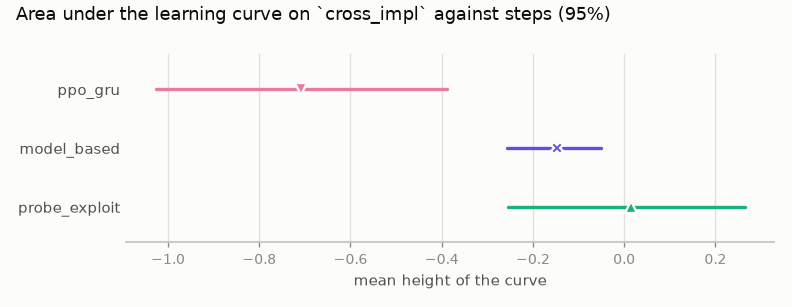 Area under the learning curve on `cross_impl` against steps (95%)
ppo_gru
model_based
probe_exploit
−1.0 −0.8 −0.6 −0.4 −0.2 0.0 0.2
mean height of the curve